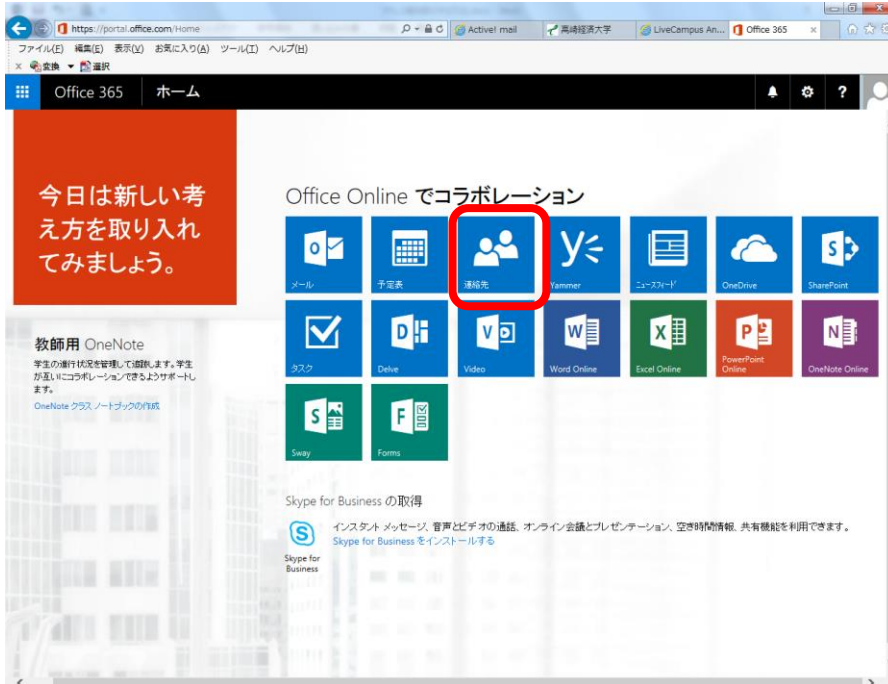 https://portal.office.com/Home
Active! mail
高崎経済大学
LiveCampus An...
Office 365
ファイル(F) 編集(E) 表示(V) お気に入り(A) ツール(T) ヘルプ(H)
変換 選択
Office 365 ホーム
?
今日は新しい考
え方を取り入れ
てみましょう。
Office Online でコラボレーション
メール
予定表
連絡先
Yammer
ニュースフィード
OneDrive
SharePoint
タスク
Delve
Video
Word Online
Excel Online
PowerPoint
Online
OneNote Online
Sway
Forms
教師用 OneNote
学生の進行状況を管理して追跡します。学生
が互いにコラボレーションできるようサポートし
ます。
OneNote クラス ノートブックの作成
Skype for Business の取得
インスタント メッセージ、音声とビデオの通話、オンライン会議とプレゼンテーション、空き時間情報、共有機能を利用できます。
Skype for Business をインストールする
Skype for
Business